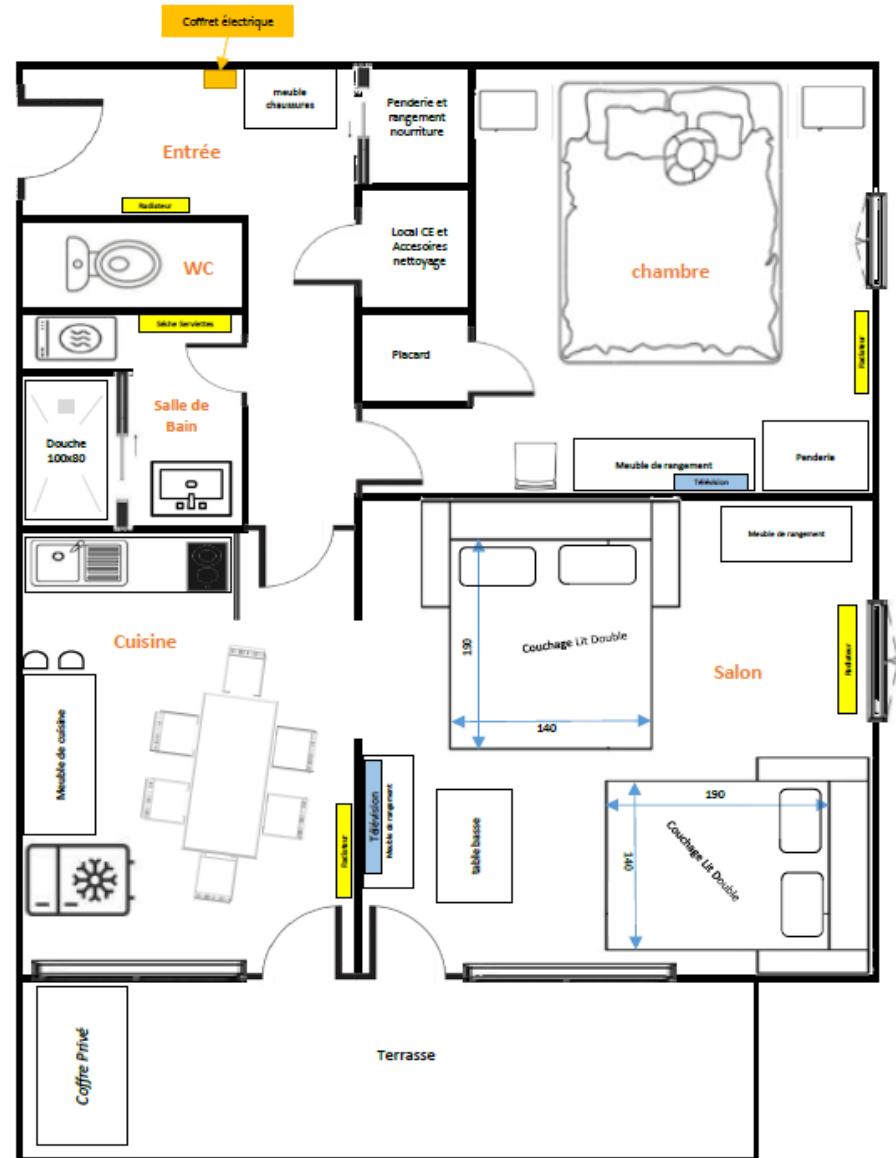 Coffret électrique
meuble
chaussures
Penderie et
rangement
nourriture
Entrée
Radiateur
Local CE et
Accesoires
nettoyage
WC
chambre
Sèche Serviettes
Placard
Radiateur
Salle de
Bain
Douche
100x80
Meuble de rangement
Télévision
Penderie
Meuble de rangement
Cuisine
190
Couchage Lit Double
140
Salon
Radiateur
Meuble de cuisine
Radiateur
Télévision
Meuble de rangement
table basse
190
140
Couchage Lit Double
Coffre Privé
Terrasse